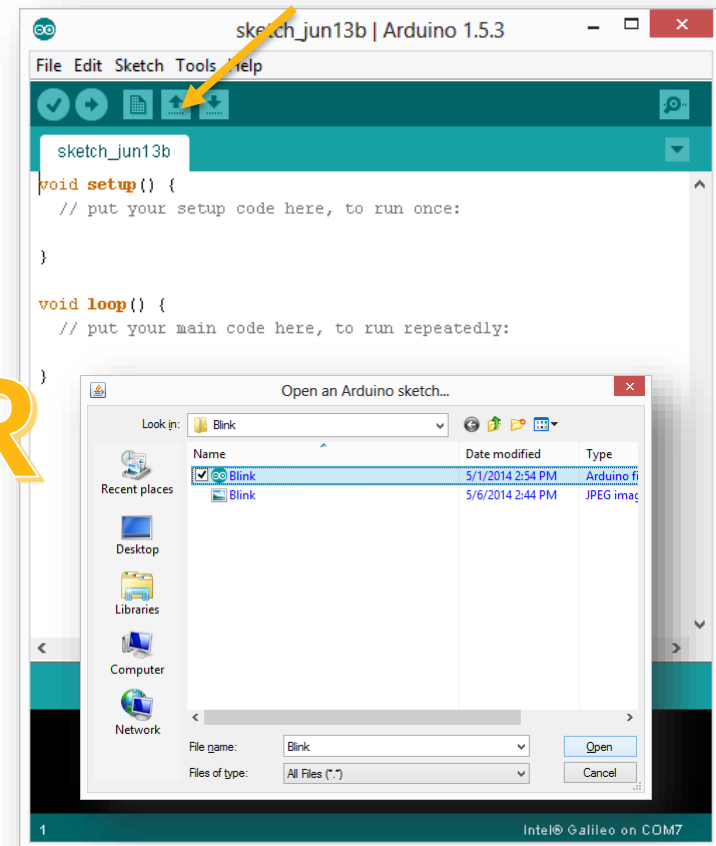 sketch_jun13b | Arduino 1.5.3
File Edit Sketch Tools Help
sketch_jun13b
void setup() {
// put your setup code here, to run once:
}
void loop() {
// put your main code here, to run repeatedly:
}
R
Open an Arduino sketch...
Look in:
Blink
Name
Date modified
Type
Blink
5/1/2014 2:54 PM
Arduino fi
Blink
5/6/2014 2:44 PM
JPEG imag
Recent places
Desktop
Libraries
Computer
Network
File name:
Blink
Open
Files of type:
All Files (*.*)
Cancel
1
Intel® Galileo on COM7